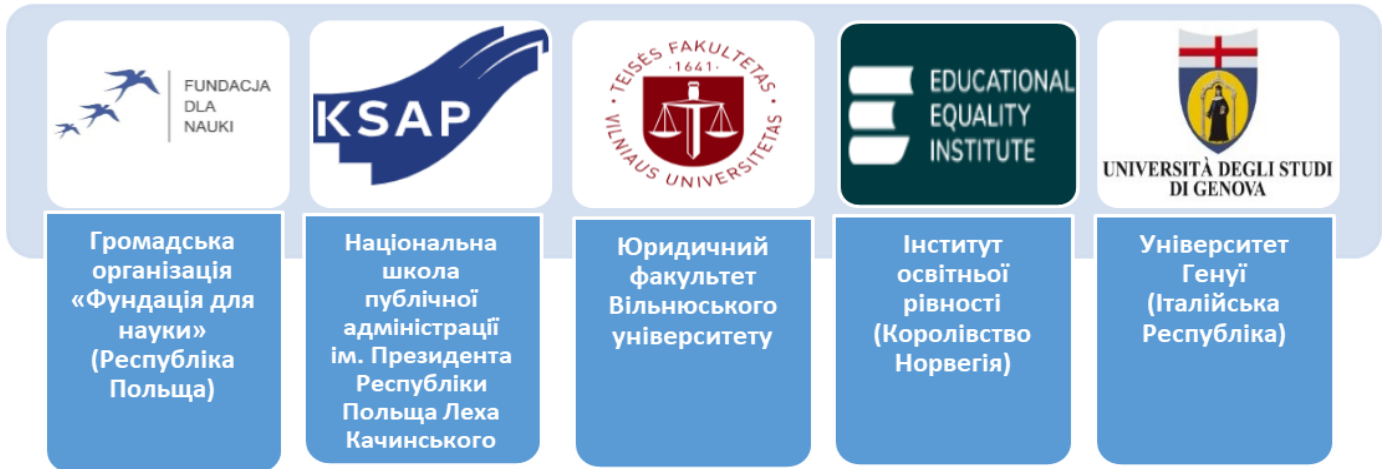 FUNDACJA
DLA
NAUKI
KSAP
TEISĖS FAKULTETAS
·1641·
VILNIAUS UNIVERSITETAS
EDUCATIONAL
EQUALITY
INSTITUTE
UNIVERSITÀ DEGLI STUDI
DI GENOVA
Громадська
організація
«Фундація для
науки»
(Республіка
Польща)
Національна
школа
публічної
адміністрації
ім. Президента
Республіки
Польща Леха
Качинського
Юридичний
факультет
Вільнюського
університету
Інститут
освітньої
рівності
(Королівство
Норвегія)
Університет
Генуї
(Італійська
Республіка)